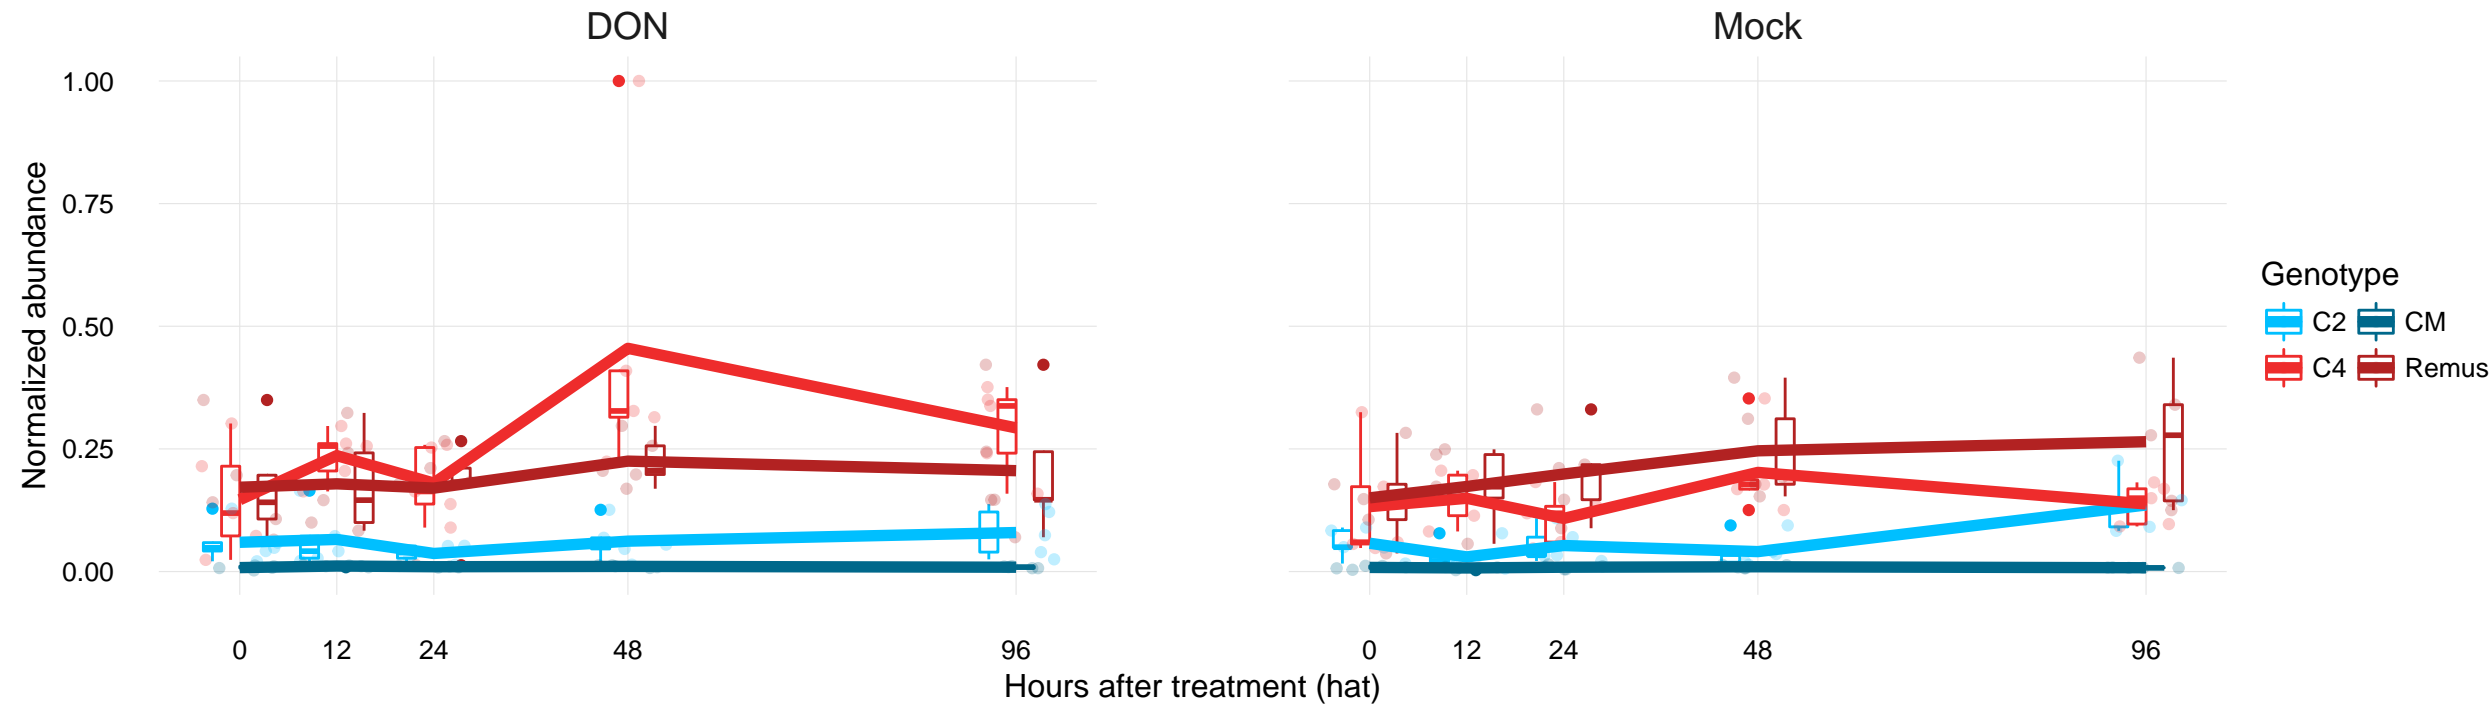 DON
Mock
Normalized abundance
1.00
0.75
0.50
0.25
0.00
0 12 24 48 96
0 12 24 48 96
Hours after treatment (hat)
Genotype
C2 CM
C4 Remus